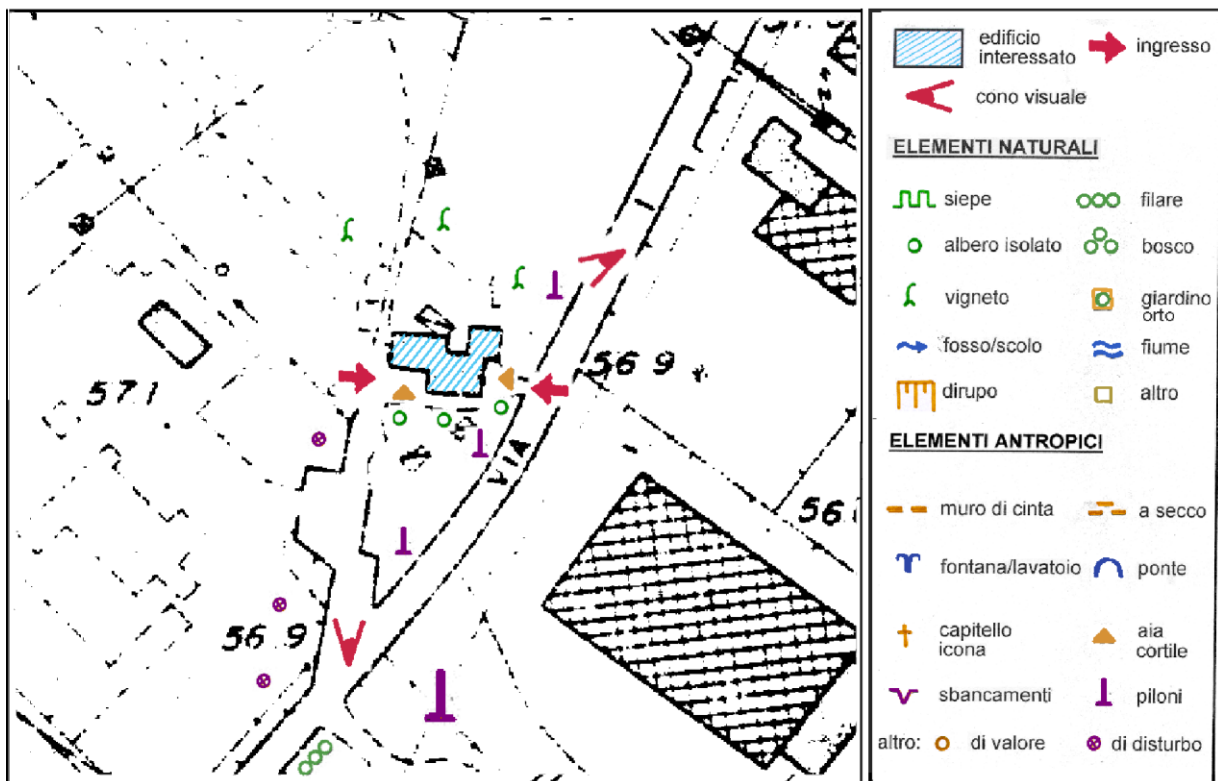 57.1
56 9
VIA
56 9
edificio
interessato
ingresso
cono visuale
ELEMENTI NATURALI
siepe
filare
albero isolato
bosco
vigneto
giardino
orto
fosso/scolo
fiume
dirupo
altro
ELEMENTI ANTROPICI
muro di cinta
a secco
fontana/lavatoio
ponte
capitello
icona
aia
cortile
sbancamenti
piloni
altro:
di valore
di disturbo